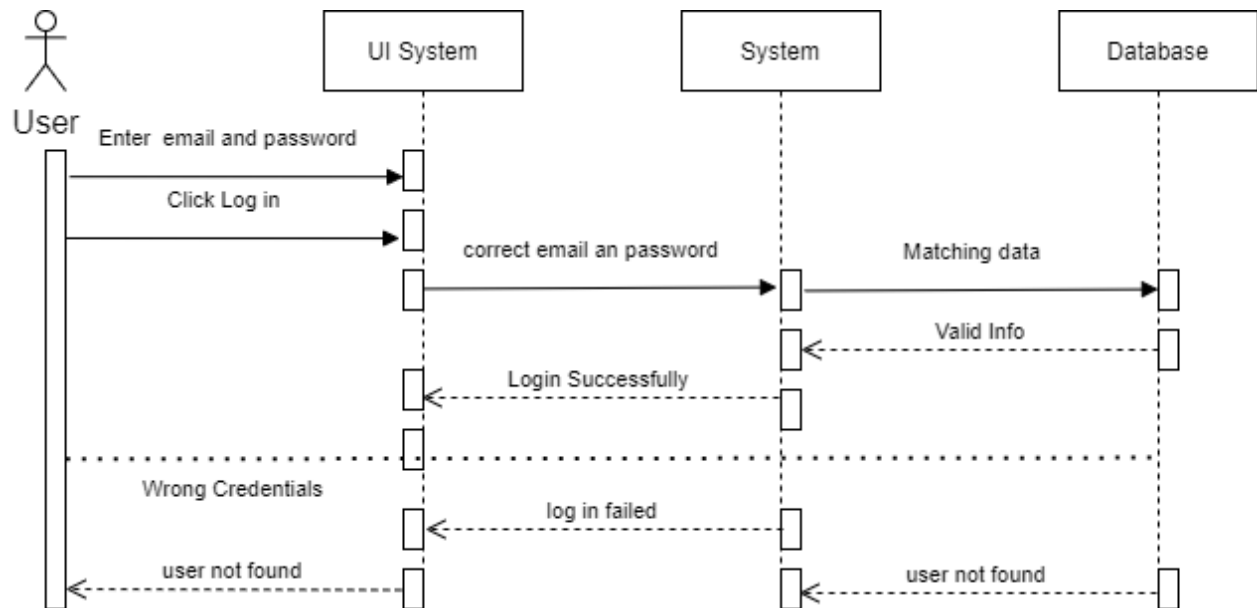 UI System
System
Database
User
Enter email and password
Click Log in
correct email an password
Matching data
Valid Info
Login Successfully
Wrong Credentials
log in failed
user not found
user not found